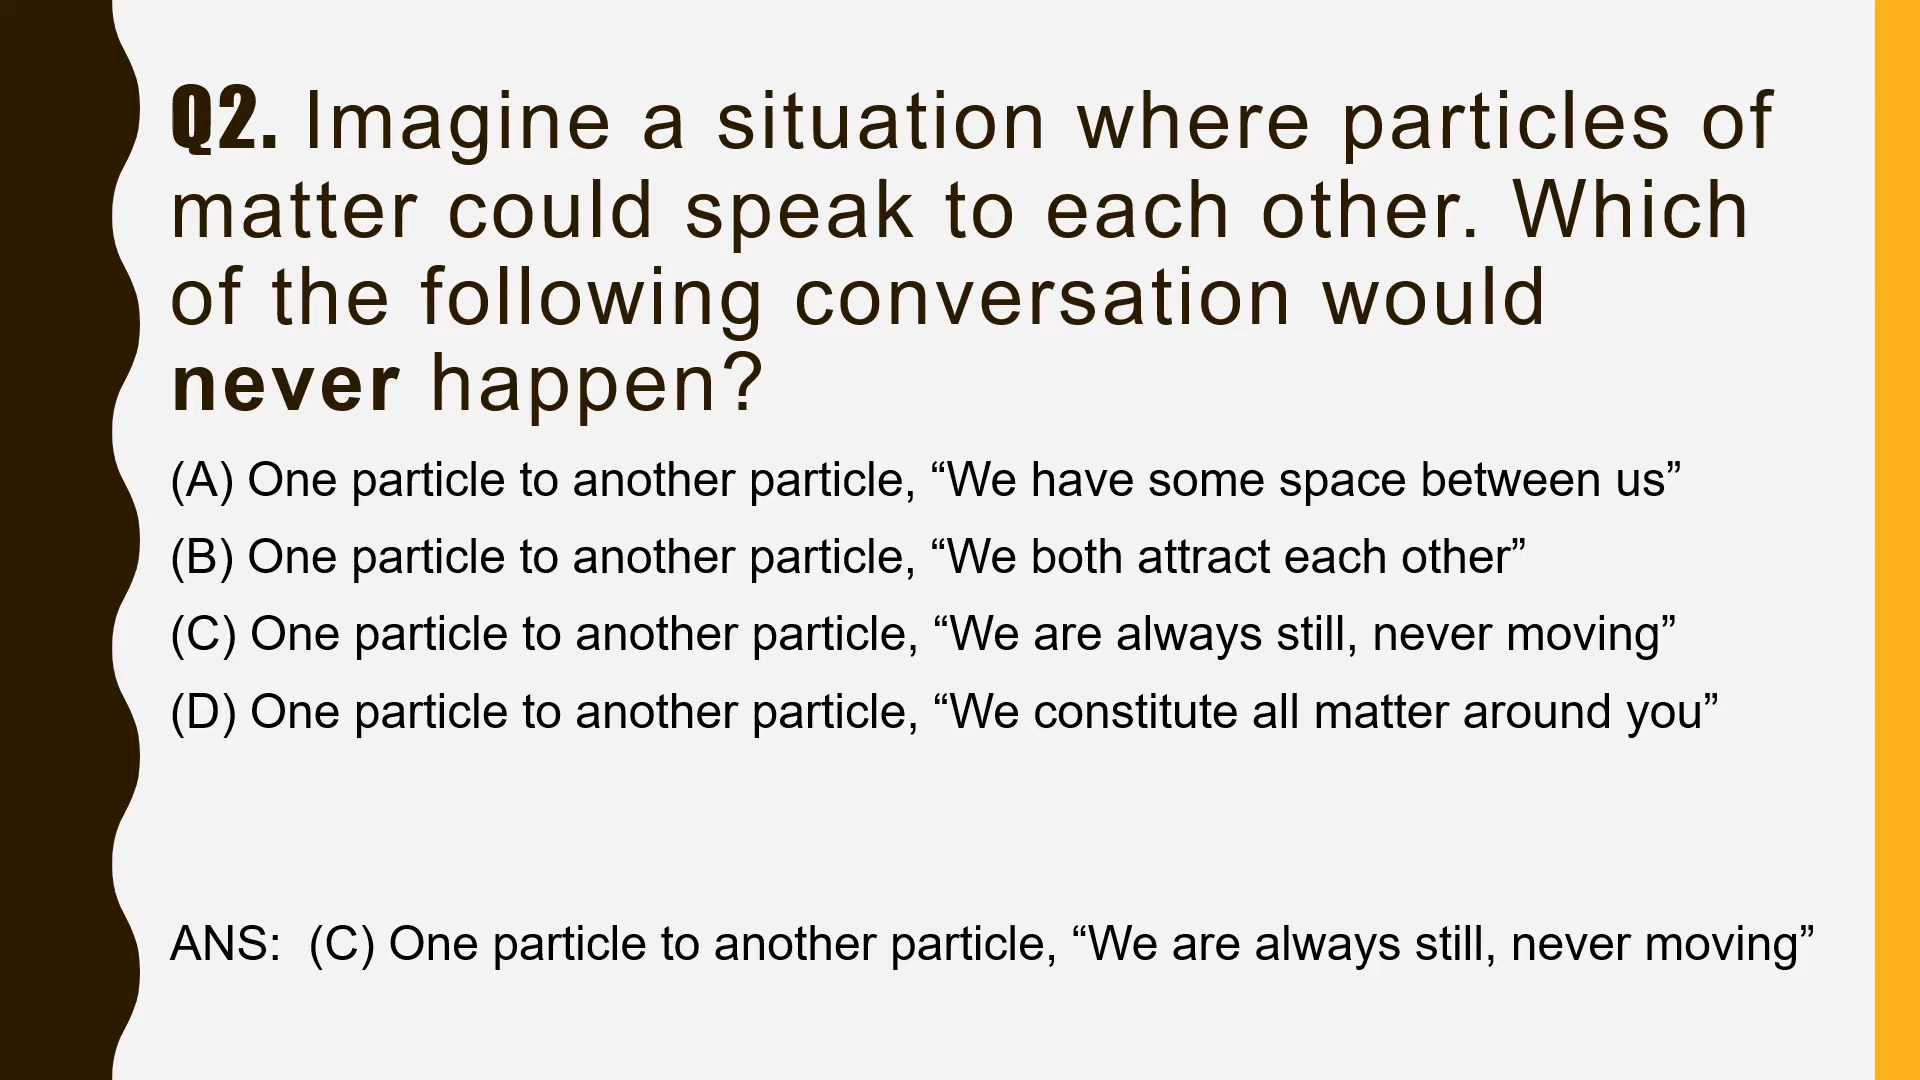 Q2. Imagine a situation where particles of
matter could speak to each other. Which
of the following conversation would
never happen?
(A) One particle to another particle, “We have some space between us”
(B) One particle to another particle, “We both attract each other”
(C) One particle to another particle, “We are always still, never moving”
(D) One particle to another particle, “We constitute all matter around you”
ANS:  (C) One particle to another particle, “We are always still, never moving”